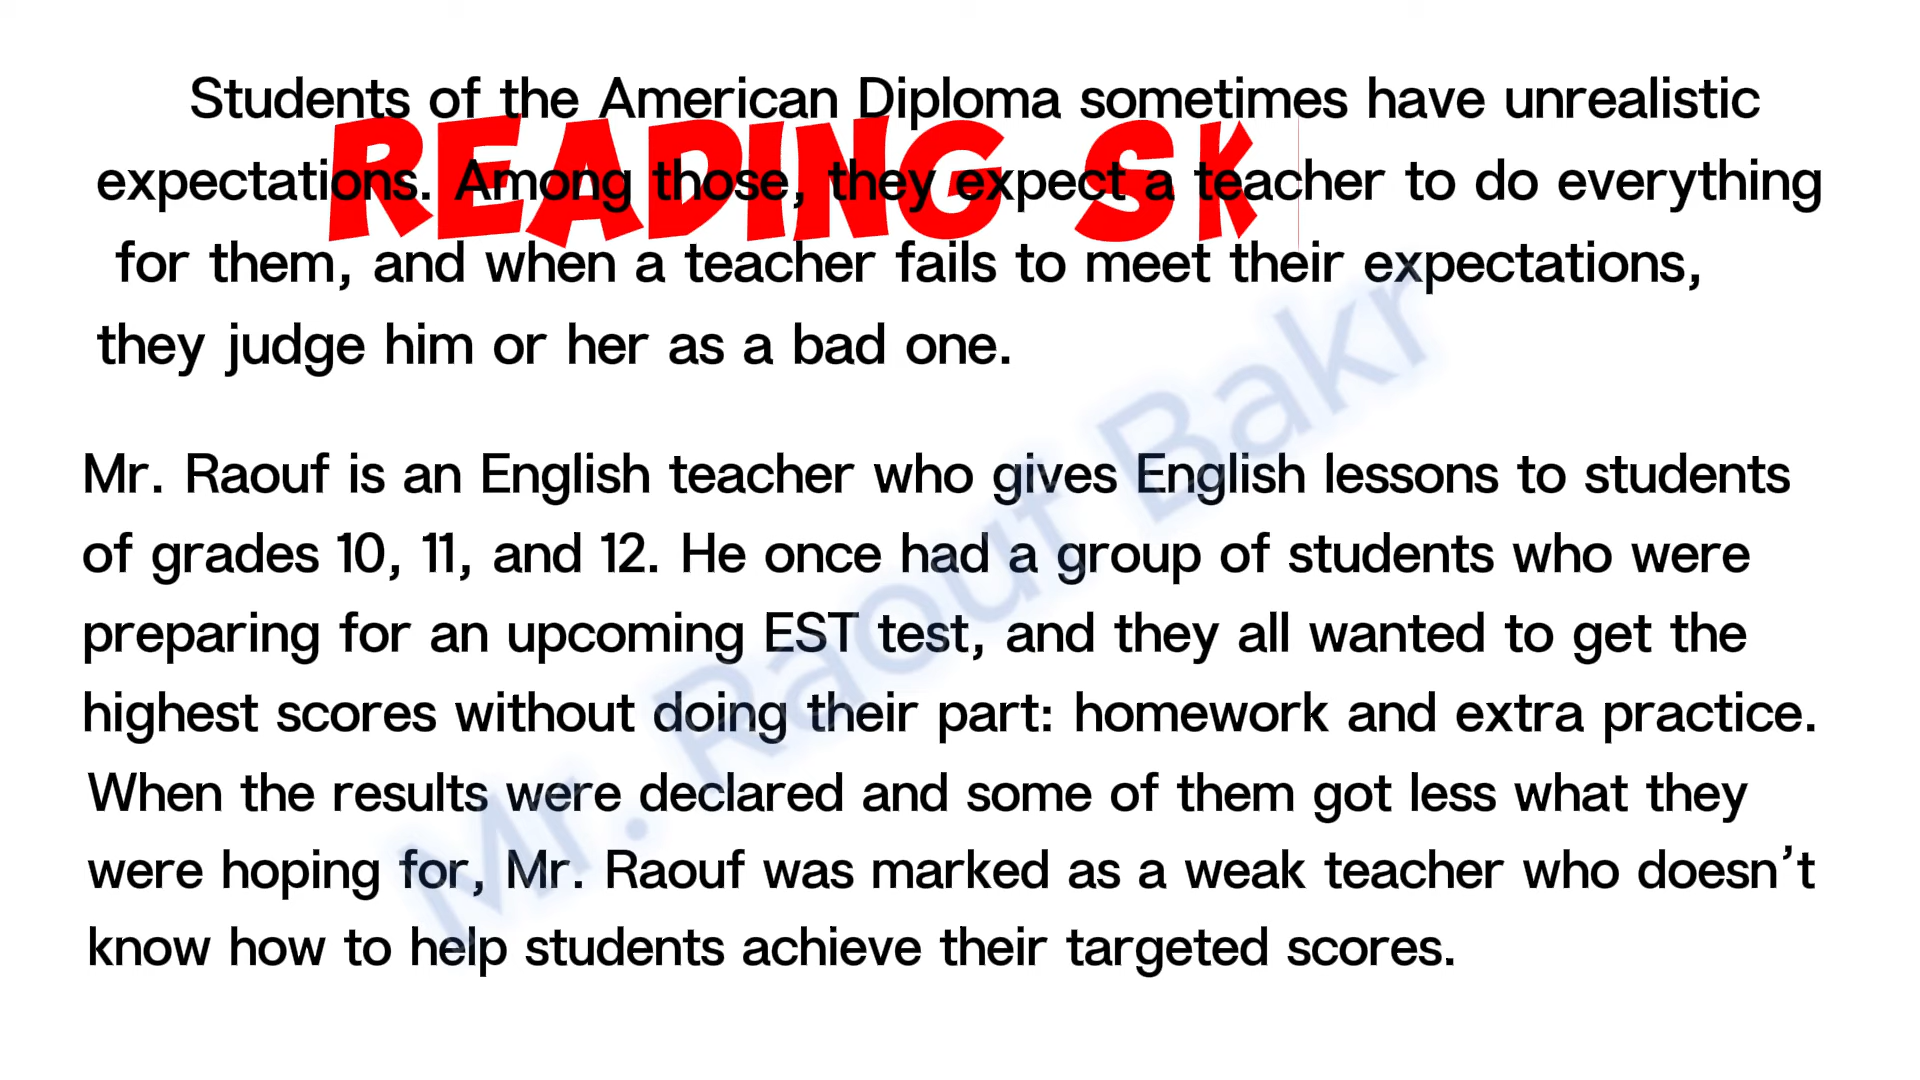 Students of the American Diploma sometimes have unrealistic
READING SK
expectations. Among those, they expect a teacher to do everything
for them, and when a teacher fails to meet their expectations,
they judge him or her as a bad one.
Mr. Raouf is an English teacher who gives English lessons to students
of grades 10, 11, and 12. He once had a group of students who were
preparing for an upcoming EST test, and they all wanted to get the
highest scores without doing their part: homework and extra practice.
When the results were declared and some of them got less what they
were hoping for, Mr. Raouf was marked as a weak teacher who doesn’t
know how to help students achieve their targeted scores.
Mr. Raouf Bakr